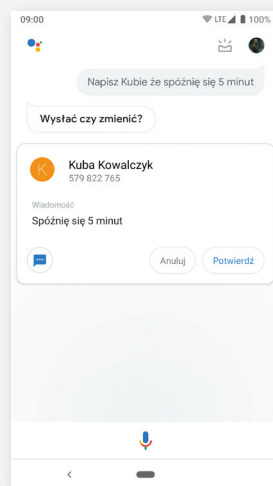 09:00
LTE 100%
Napisz Kubie że spóźnię się 5 minut
Wysłać czy zmienić?
K
Kuba Kowalczyk
579 822 765
Wiadomość
Spóźnię się 5 minut
Anuluj
Potwierdź